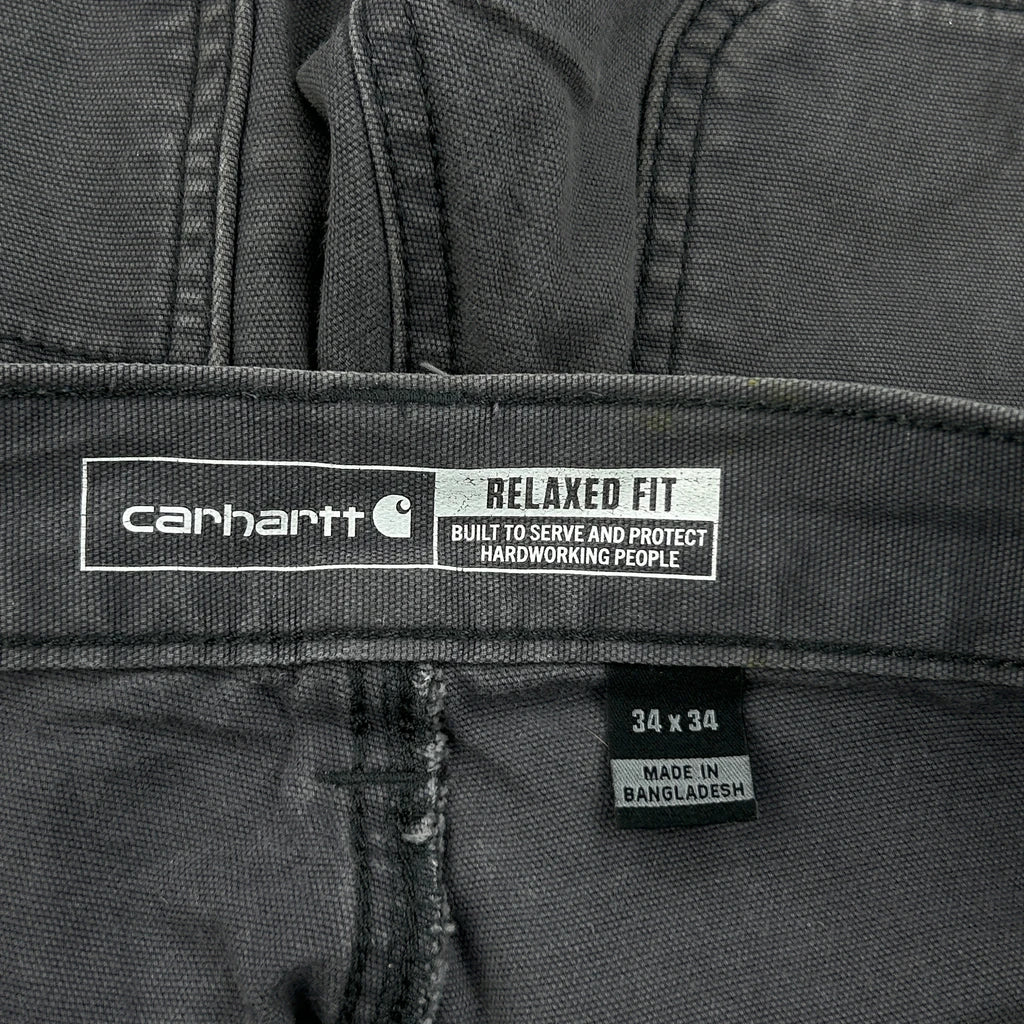 carhartt
RELAXED FIT
BUILT TO SERVE AND PROTECT
HARDWORKING PEOPLE
34 x 34
MADE IN
BANGLADESH